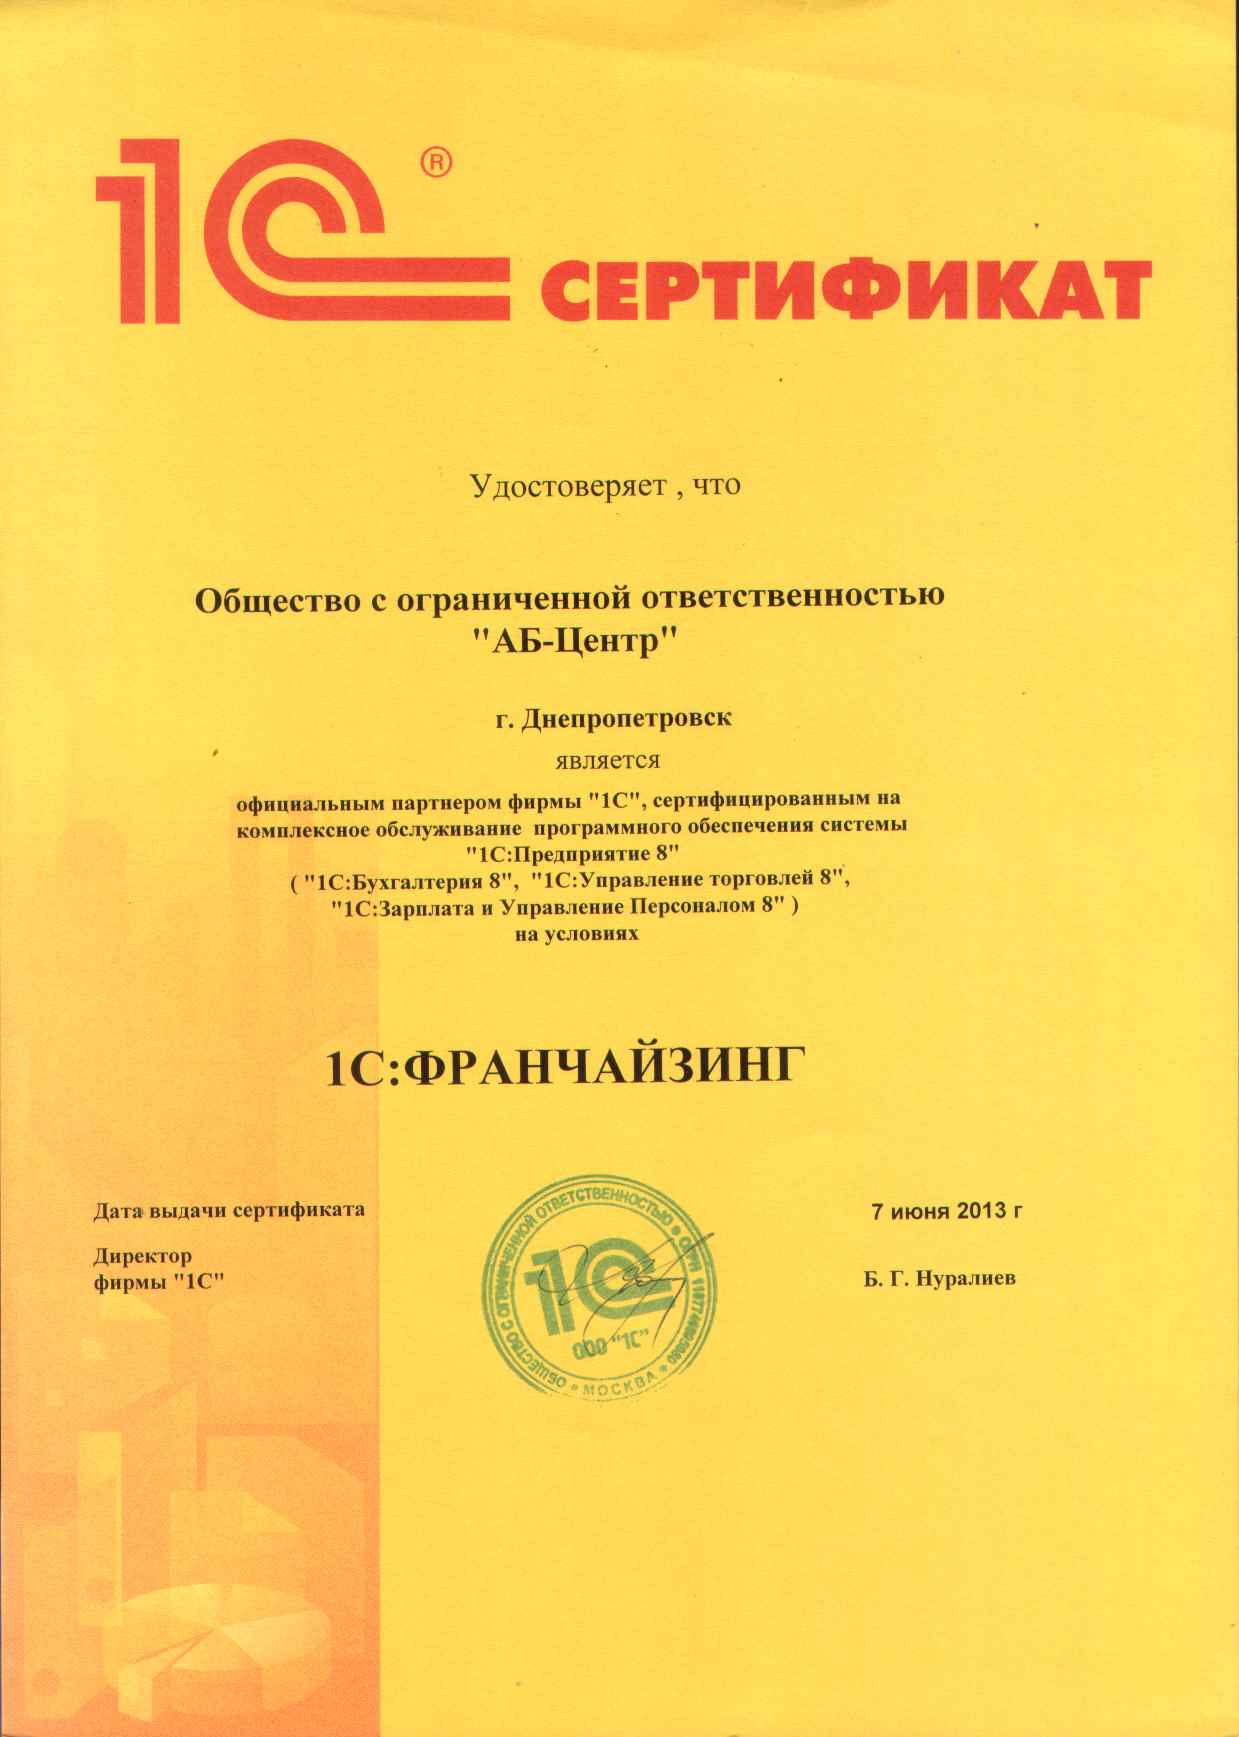 1С®
СЕРТИФИКАТ
Удостоверяет , что
Общество с ограниченной ответственностью
"АБ-Центр"
г. Днепропетровск
является
официальным партнером фирмы "1С", сертифицированным на
комплексное обслуживание программного обеспечения системы
"1С:Предприятие 8"
( "1С:Бухгалтерия 8", "1С:Управление торговлей 8",
"1С:Зарплата и Управление Персоналом 8" )
на условиях
1С:ФРАНЧАЙЗИНГ
Дата выдачи сертификата
7 июня 2013 г
Директор
фирмы "1С"
Б. Г. Нуралиев
ОБЩЕСТВО С ОГРАНИЧЕННОЙ ОТВЕТСТВЕННОСТЬЮ * ОГРН
1С
ООО "1С"
* МОСКВА *